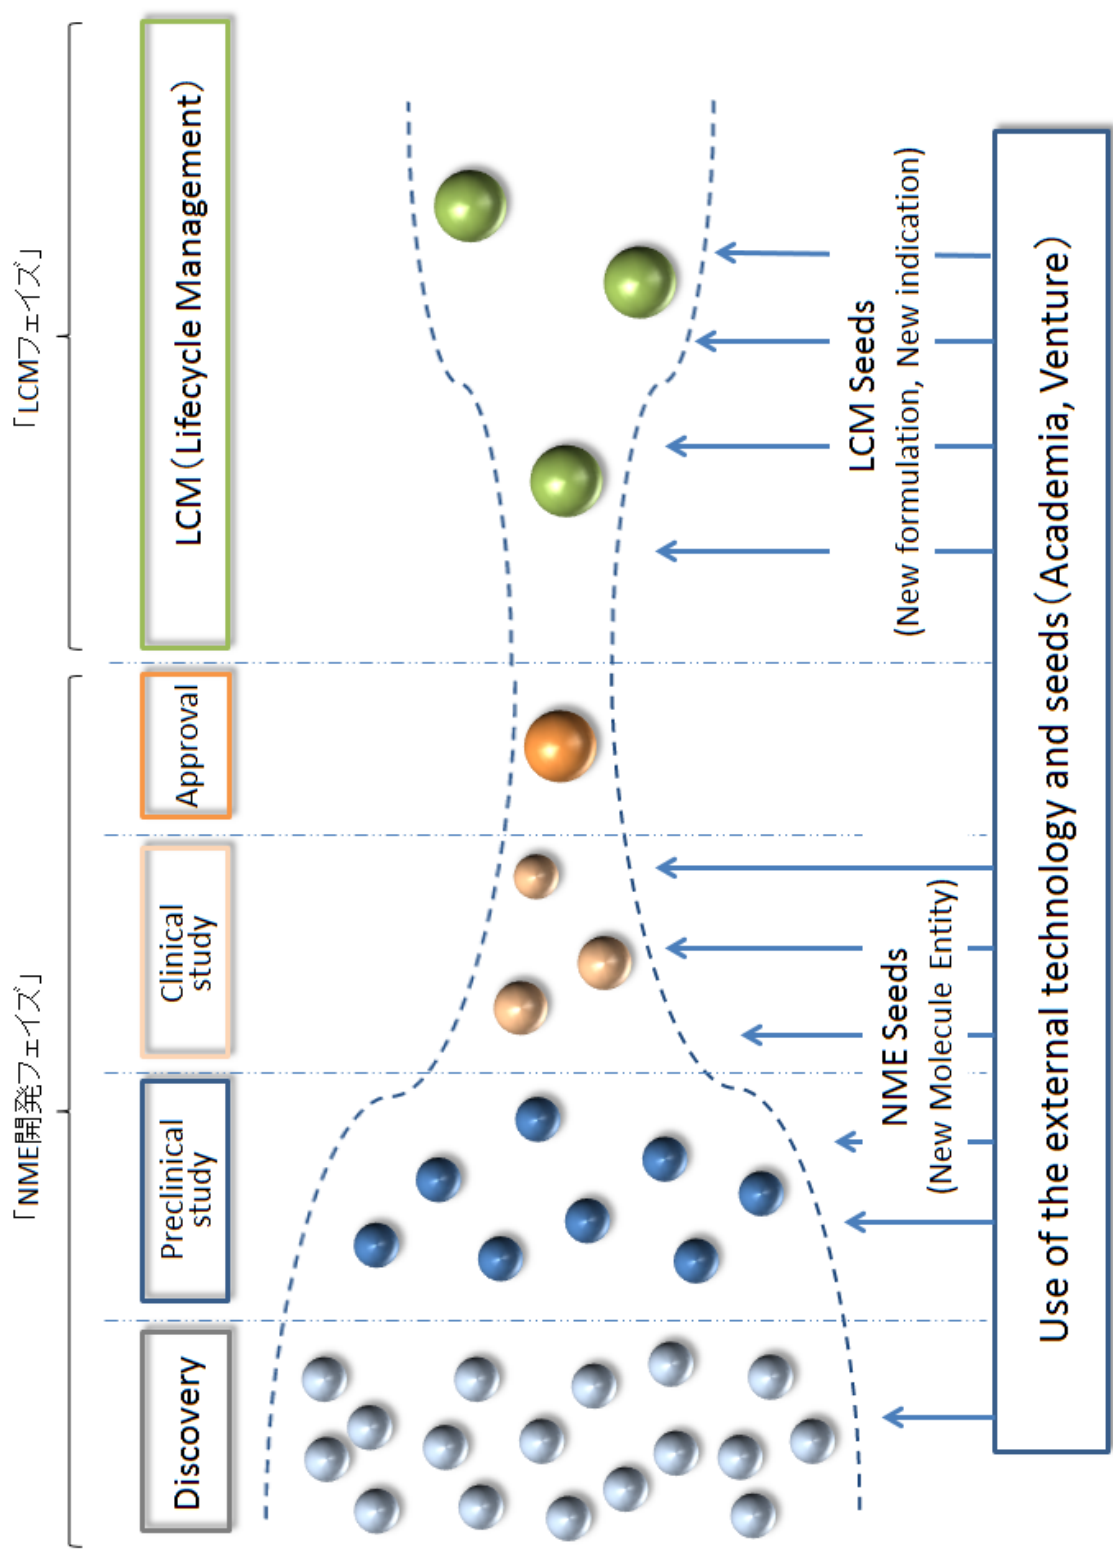 「NME開発フェイズ」
「LCMフェイズ」
Discovery
Preclinical
study
Clinical
study
Approval
LCM(Lifecycle Management)
NME Seeds
(New Molecule Entity)
LCM Seeds
(New formulation, New indication)
Use of the external technology and seeds(Academia, Venture)